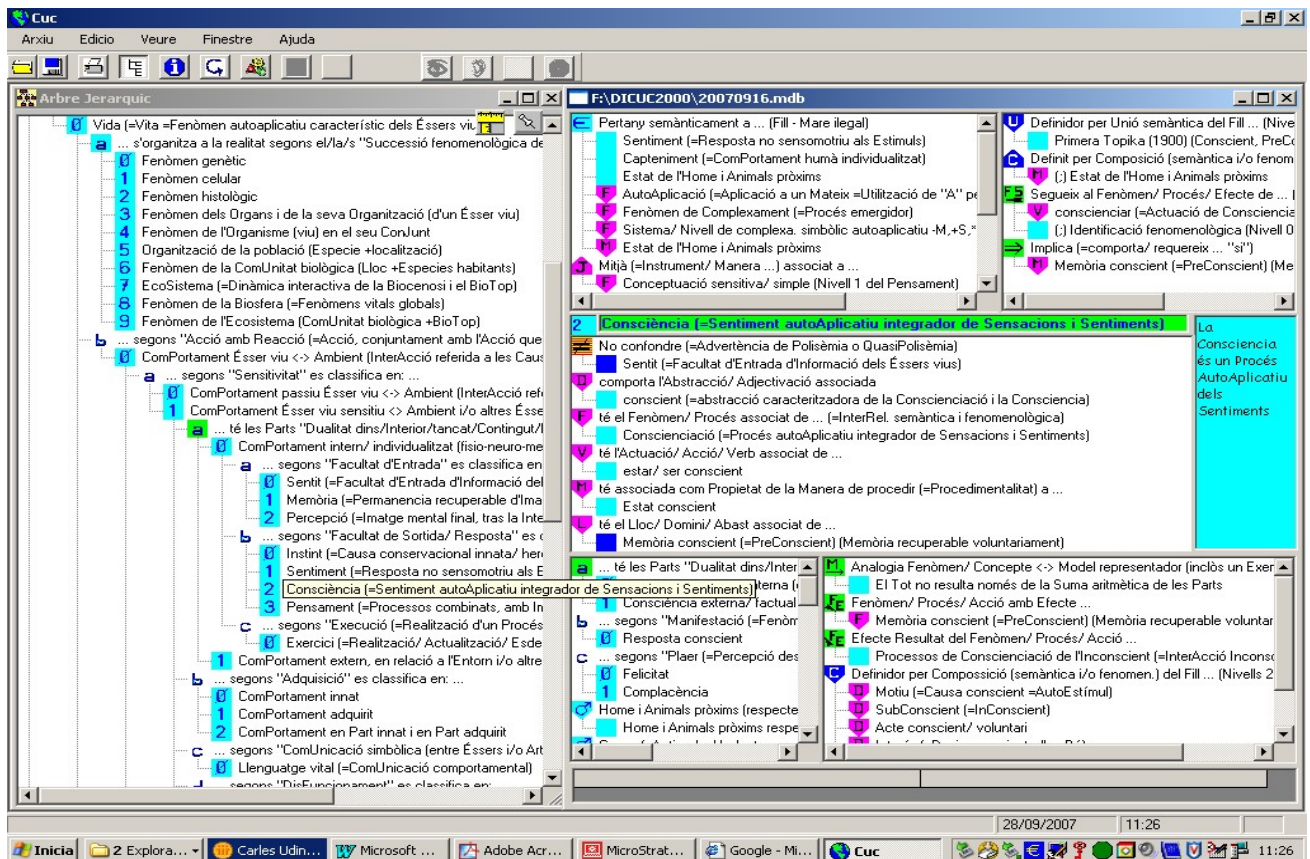 Cuc
Arxiu Edicio Veure Finestre Ajuda
Arbre Jerarquic
Vida (=Vita =Fenòmen autoaplicatiu característic dels Éssers viu
a ... s'organitza a la realitat segons el/la/s "Successió fenomenológica de
0 Fenòmen genètic
1 Fenòmen celular
2 Fenòmen histològic
3 Fenòmen dels Organs i de la seva Organització (d'un Ésser viu)
4 Fenòmen de l'Organisme (viu) en el seu ConJunt
5 Organització de la població (Especie +localització)
6 Fenòmen de la ComUnitat biològica (Lloc +Especies habitants)
7 EcoSistema (=Dinàmica interactiva de la Biocenosi i el BioTop)
8 Fenòmen de la Biosfera (=Fenòmens vitals globals)
9 Fenòmen de l'Ecosistema (ComUnitat biològica +BioTop)
b ... segons "Acció amb Reacció (=Acció, conjuntament amb l'Acció que
0 ComPortament Ésser viu <-> Ambient (InterAcció referida a les Caus
a ... segons "Sensitivitat" es classifica en: ...
0 ComPortament passiu Ésser viu <-> Ambient (InterAcció refe
1 ComPortament Ésser viu sensitiu <> Ambient i/o altres Ésse
a ... té les Parts "Dualitat dins/Interior/tancat/Contingut/I
0 ComPortament intern/ individualitzat (fisio-neuro-me
a ... segons "Facultat d'Entrada" es classifica en
0 Sentit (=Facultat d'Entrada d'Informació del
1 Memòria (=Permanencia recuperable d'Ima
2 Percepció (=Imatge mental final, tras la Inte
b ... segons "Facultat de Sortida/ Resposta" es c
0 Instint (=Causa conservacional innata/ here
1 Sentiment (=Resposta no sensomotriu als E
2 Consciència (=Sentiment autoAplicatiu integrador de Sensacions i Sentiments)
3 Pensament (=Processos combinats, amb In
c ... segons "Execució (=Realització d'un Procés
0 Exercici (=Realització/ Actualització/ Esde
1 ComPortament extern, en relació a l'Entorn i/o altre
b ... segons "Adquisició" es classifica en: ...
0 ComPortament innat
1 ComPortament adquirit
2 ComPortament en Part innat i en Part adquirit
c ... segons "ComUnicació simbòlica (entre Éssers i/o Art
0 Llenguatge vital (=ComUnicació comportamental)
... segons "DisFuncionament" es classifica en:
F:\DICUC2000\20070916.mdb
Pertany semànticament a ... (Fill - Mare ilegal)
Sentiment (=Resposta no sensomotriu als Estimuls)
Capteniment (=ComPortament humà individualitzat)
Estat de l'Home i Animals pròxims
F AutoAplicació (=Aplicació a un Mateix =Utilització de "A" pe
F Fenòmen de Complexament (=Procés emergidor)
F Sistema/ Nivell de complexa. simbòlic autoaplicatiu -M,+S,*
M Estat de l'Home i Animals pròxims
Mitjà (=Instrument/ Manera ...) associat a ...
F Conceptuació sensitiva/ simple (Nivell 1 del Pensament)
U Definidor per Unió semàntica del Fill ... (Nive
Primera Topika (1900) (Conscient, PreCo
C Definit per Composició (semàntica i/o fenom
M (;) Estat de l'Home i Animals pròxims
Segueix al Fenòmen/ Procés/ Efecte de ...
V conscienciar (=Actuació de Consciencia
(;) Identificació fenomenològica (Nivell 0
Implica (=comporta/ requereix ... "si")
M Memòria conscient (=PreConscient) (Me
2 Consciència (=Sentiment autoAplicatiu integrador de Sensacions i Sentiments)
No confondre (=Advertència de Polisèmia o QuasiPolisèmia)
Sentit (=Facultat d'Entrada d'Informació dels Éssers vius)
D comporta l'Abstracció/ Adjectivació associada
conscient (=abstracció caracteritzadora de la Conscienciació i la Consciencia)
F té el Fenòmen/ Procés associat de ... (=InterRel. semàntica i fenomenològica)
Conscienciació (=Procés autoAplicatiu integrador de Sensacions i Sentiments)
V té l'Actuació/ Acció/ Verb associat de ...
estar/ ser conscient
M té associada com Propietat de la Manera de procedir (=Procedimentalitat) a ...
Estat conscient
L té el Lloc/ Domini/ Abast associat de ...
Memòria conscient (=PreConscient) (Memòria recuperable voluntariament)
La
Consciencia
és un Procés
AutoAplicatiu
dels
Sentiments
a ... té les Parts "Dualitat dins/Inter
1 Consciència externa/ factual
b ... segons "Manifestació (=Fenòm
0 Resposta conscient
c ... segons "Plaer (=Percepció des
0 Felicitat
1 Complacència
Home i Animals pròxims (respecte
Home i Animals pròxims respe
M Analogia Fenòmen/ Concepte <-> Model representador (inclòs un Exer
El Tot no resulta només de la Suma aritmètica de les Parts
Fenòmen/ Procés/ Acció amb Efecte ...
F Memòria conscient (=PreConscient) (Memòria recuperable voluntar
Efecte Resultat del Fenòmen/ Procés/ Acció ...
Processos de Conscienciació de l'Inconscient (=InterAcció Inconsc
C Definidor per Compossició (semàntica i/o fenomen.) del Fill ... (Nivells 2
D Motiu (=Causa conscient =AutoEstímul)
D SubConscient (=InConscient)
D Acte conscient/ voluntari
28/09/2007 11:26
Inicia 2 Explora... Carles Udin... Microsoft ... Adobe Acr... MicroStrat... Google - Mi... Cuc 11:26